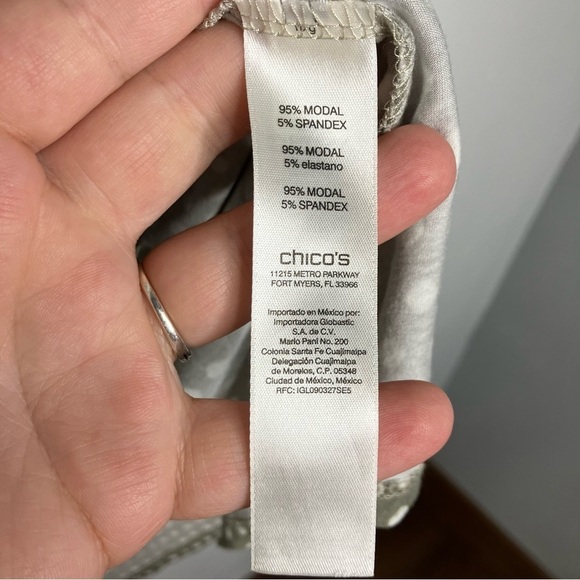 95% MODAL
5% SPANDEX
95% MODAL
5% elastano
95% MODAL
5% SPANDEX
chico's
11215 METRO PARKWAY
FORT MYERS, FL 33966
Importado en México por:
Importadora Globastic
S.A. de C.V.
Mario Pani No. 200
Colonia Santa Fe Cuajimalpa
Delegación Cuajimalpa
de Morelos, C.P. 05348
Ciudad de México, México
RFC: IGL090327SE5